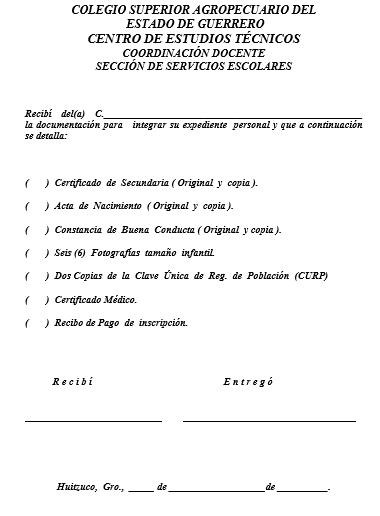 COLEGIO SUPERIOR AGROPECUARIO DEL
ESTADO DE GUERRERO
CENTRO DE ESTUDIOS TÉCNICOS
COORDINACIÓN DOCENTE
SECCIÓN DE SERVICIOS ESCOLARES
Recibí del(a) C.___________________________________________
la documentación para integrar su expediente personal y que a continuación
se detalla:
( ) Certificado de Secundaria ( Original y copia ).
( ) Acta de Nacimiento ( Original y copia ).
( ) Constancia de Buena Conducta ( Original y copia ).
( ) Seis (6) Fotografías tamaño infantil.
( ) Dos Copias de la Clave Única de Reg. de Población (CURP)
( ) Certificado Médico.
( ) Recibo de Pago de inscripción.
R e c i b í E n t r e g ó
Huitzuco, Gro., _____ de ___________________de __________.